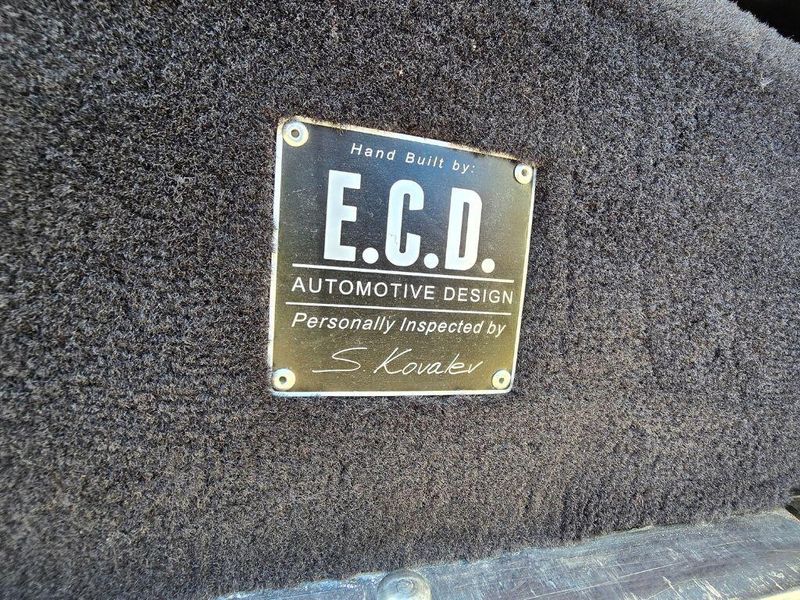 Hand Built by:
E.C.D.
AUTOMOTIVE DESIGN
Personally Inspected by
S. Kovalev